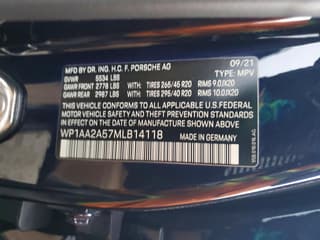 MFD BY DR. ING. H.C. F. PORSCHE AG 09/21
GVWR 5534 LBS TYPE: MPV
GAWR FRONT 2778 LBS WITH TIRES 265/45 R20 RIMS 9.0JX20
GAWR REAR 2987 LBS WITH TIRES 295/40 R20 RIMS 10.0JX20
THIS VEHICLE CONFORMS TO ALL APPLICABLE U.S.FEDERAL
MOTOR VEHICLE SAFETY, BUMPER AND
THEFT PREVENTION STANDARDS IN EFFECT
ON THE DATE OF MANUFACTURE SHOWN ABOVE
WP1AA2A57MLB14118 MADE IN GERMANY